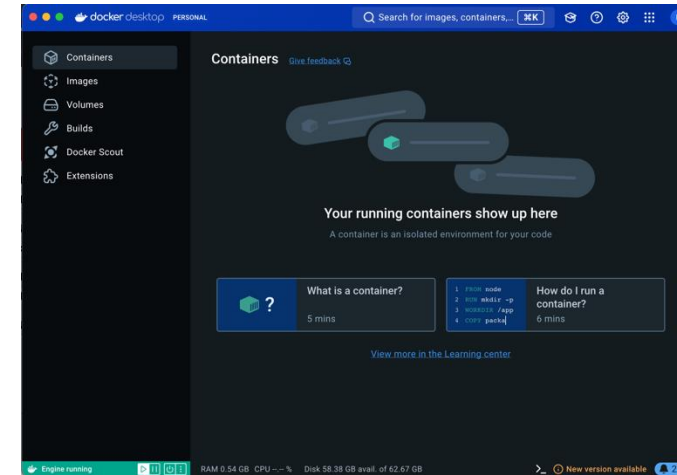 docker desktop PERSONAL
Search for images, containers,... ⌘K
Containers
Images
Volumes
Builds
Docker Scout
Extensions
Containers Give feedback
Your running containers show up here
A container is an isolated environment for your code
?
What is a container?
5 mins
1 FROM node
2 RUN mkdir -p
3 WORKDIR /app
4 COPY packa
How do I run a
container?
6 mins
View more in the Learning center
Engine running
RAM 0.54 GB CPU --.-- % Disk 58.38 GB avail. of 62.67 GB
>_ New version available
2